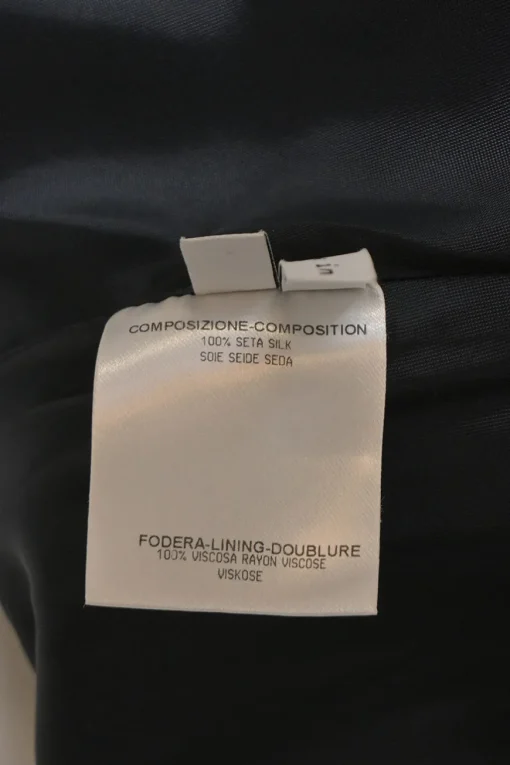 COMPOSIZIONE-COMPOSITION
100% SETA SILK
SOIE SEIDE SEDA
FODERA-LINING-DOUBLURE
100% VISCOSA RAYON VISCOSE
VISKOSE